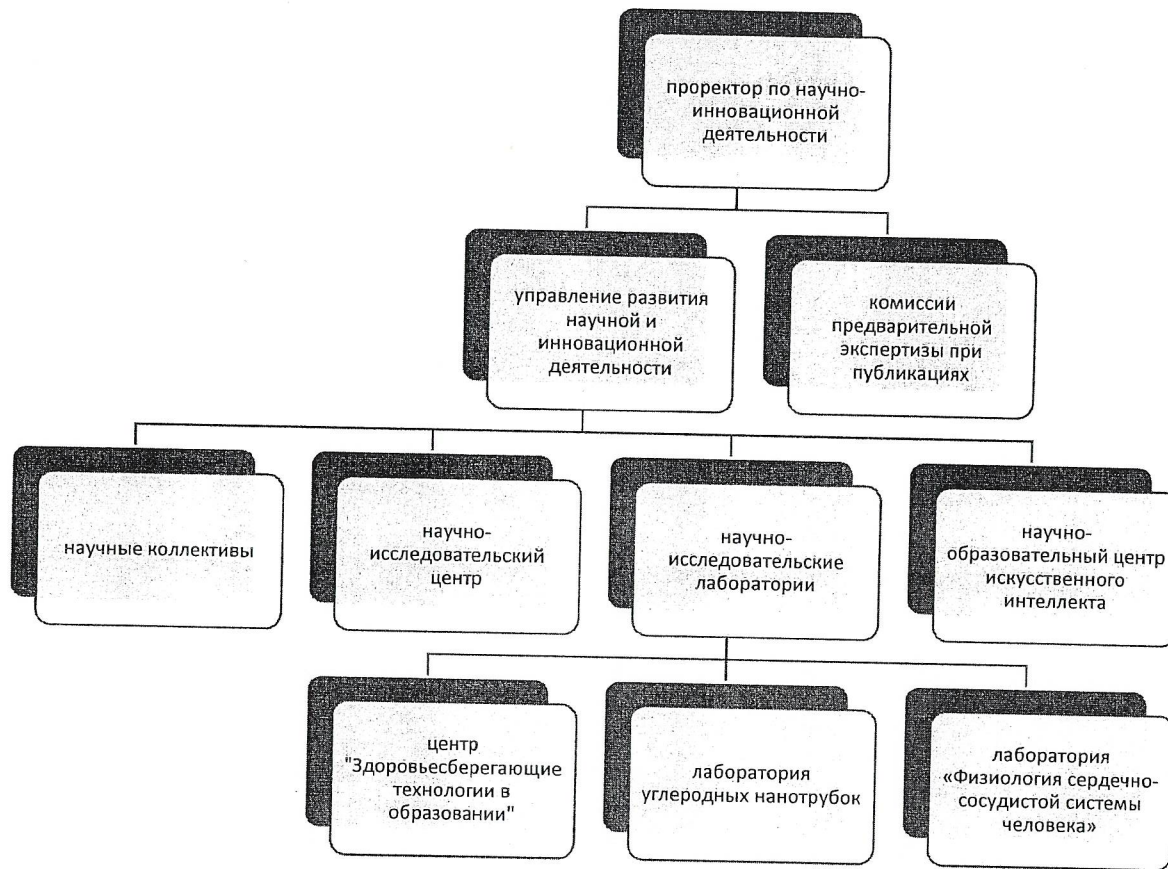 проректор по научно-
инновационной
деятельности
управление развития
научной и
инновационной
деятельности
комиссии
предварительной
экспертизы при
публикациях
научные коллективы
научно-
исследовательский
центр
научно-
исследовательские
лаборатории
научно-
образовательный центр
искусственного
интеллекта
центр
"Здоровьесберегающие
технологии в
образовании"
лаборатория
углеродных нанотрубок
лаборатория
«Физиология сердечно-
сосудистой системы
человека»